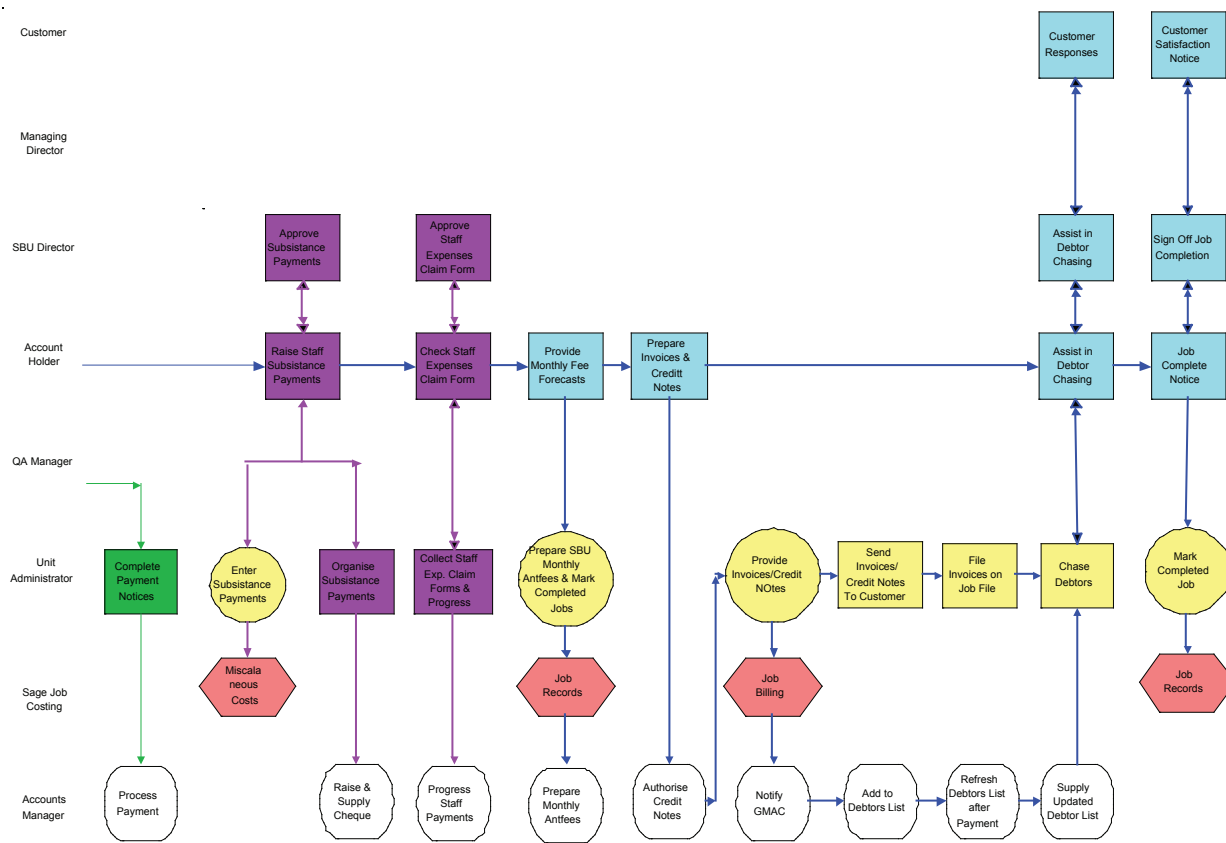 Customer
Customer
Responses
Customer
Satisfaction
Notice
Managing
Director
SBU Director
Approve
Subsistance
Payments
Approve
Staff
Expenses
Claim Form
Assist in
Debtor
Chasing
Sign Off Job
Completion
Account
Holder
Raise Staff
Subsistance
Payments
Check Staff
Expenses
Claim Form
Provide
Monthly Fee
Forecasts
Prepare
Invoices &
Creditt
Notes
Assist in
Debtor
Chasing
Job
Complete
Notice
QA Manager
Unit
Administrator
Complete
Payment
Notices
Enter
Subsistance
Payments
Organise
Subsistance
Payments
Collect Staff
Exp. Claim
Forms &
Progress
Prepare SBU
Monthly
Antfees & Mark
Completed
Jobs
Provide
Invoices/Credit
NOtes
Send
Invoices/
Credit Notes
To Customer
File
Invoices on
Job File
Chase
Debtors
Mark
Completed
Job
Sage Job
Costing
Miscala
neous
Costs
Job
Records
Job
Billing
Job
Records
Accounts
Manager
Process
Payment
Raise &
Supply
Cheque
Progress
Staff
Payments
Prepare
Monthly
Antfees
Authorise
Credit
Notes
Notify
GMAC
Add to
Debtors List
Refresh
Debtors List
after
Payment
Supply
Updated
Debtor List